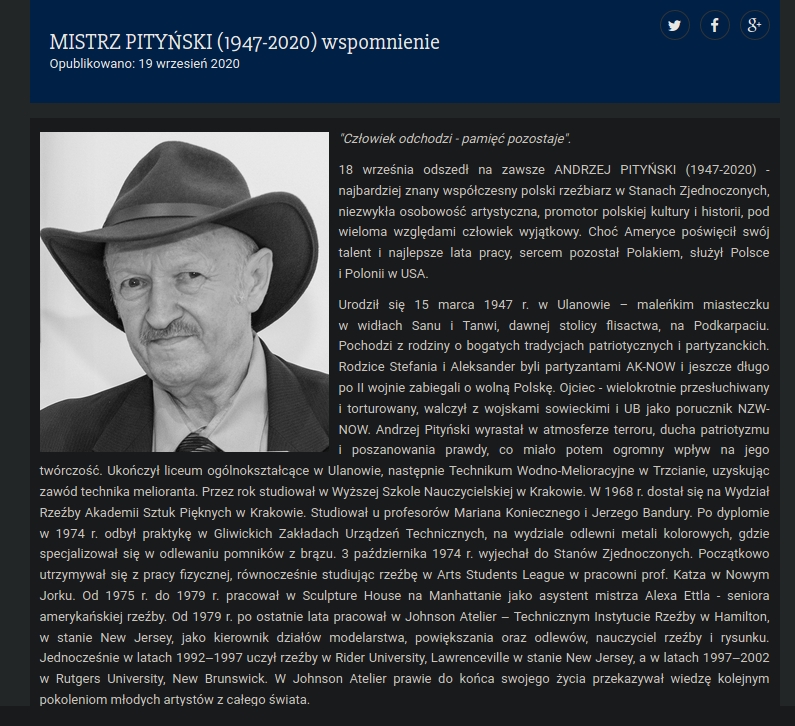 MISTRZ PITYŃSKI (1947-2020) wspomnienie
Opublikowano: 19 wrzesień 2020
"Człowiek odchodzi - pamięć pozostaje".
18 września odszedł na zawsze ANDRZEJ PITYŃSKI (1947-2020) -
najbardziej znany współczesny polski rzeźbiarz w Stanach Zjednoczonych,
niezwykła osobowość artystyczna, promotor polskiej kultury i historii, pod
wieloma względami człowiek wyjątkowy. Choć Ameryce poświęcił swój
talent i najlepsze lata pracy, sercem pozostał Polakiem, służył Polsce
i Polonii w USA.
Urodził się 15 marca 1947 r. w Ulanowie – maleńkim miasteczku
w widłach Sanu i Tanwi, dawnej stolicy flisactwa, na Podkarpaciu.
Pochodzi z rodziny o bogatych tradycjach patriotycznych i partyzanckich.
Rodzice Stefania i Aleksander byli partyzantami AK-NOW i jeszcze długo
po II wojnie zabiegali o wolną Polskę. Ojciec - wielokrotnie przesłuchiwany
i torturowany, walczył z wojskami sowieckimi i UB jako porucznik NZW-
NOW. Andrzej Pityński wyrastał w atmosferze terroru, ducha patriotyzmu
i poszanowania prawdy, co miało potem ogromny wpływ na jego
twórczość. Ukończył liceum ogólnokształcące w Ulanowie, następnie Technikum Wodno-Melioracyjne w Trzcianie, uzyskując
zawód technika melioranta. Przez rok studiował w Wyższej Szkole Nauczycielskiej w Krakowie. W 1968 r. dostał się na Wydział
Rzeźby Akademii Sztuk Pięknych w Krakowie. Studiował u profesorów Mariana Koniecznego i Jerzego Bandury. Po dyplomie
w 1974 r. odbył praktykę w Gliwickich Zakładach Urządzeń Technicznych, na wydziale odlewni metali kolorowych, gdzie
specjalizował się w odlewaniu pomników z brązu. 3 października 1974 r. wyjechał do Stanów Zjednoczonych. Początkowo
utrzymywał się z pracy fizycznej, równocześnie studiując rzeźbę w Arts Students League w pracowni prof. Katza w Nowym
Jorku. Od 1975 r. do 1979 r. pracował w Sculpture House na Manhattanie jako asystent mistrza Alexa Ettla - seniora
amerykańskiej rzeźby. Od 1979 r. po ostatnie lata pracował w Johnson Atelier – Technicznym Instytucie Rzeźby w Hamilton,
w stanie New Jersey, jako kierownik działów modelarstwa, powiększania oraz odlewów, nauczyciel rzeźby i rysunku.
Jednocześnie w latach 1992–1997 uczył rzeźby w Rider University, Lawrenceville w stanie New Jersey, a w latach 1997–2002
w Rutgers University, New Brunswick. W Johnson Atelier prawie do końca swojego życia przekazywał wiedzę kolejnym
pokoleniom młodych artystów z całego świata.